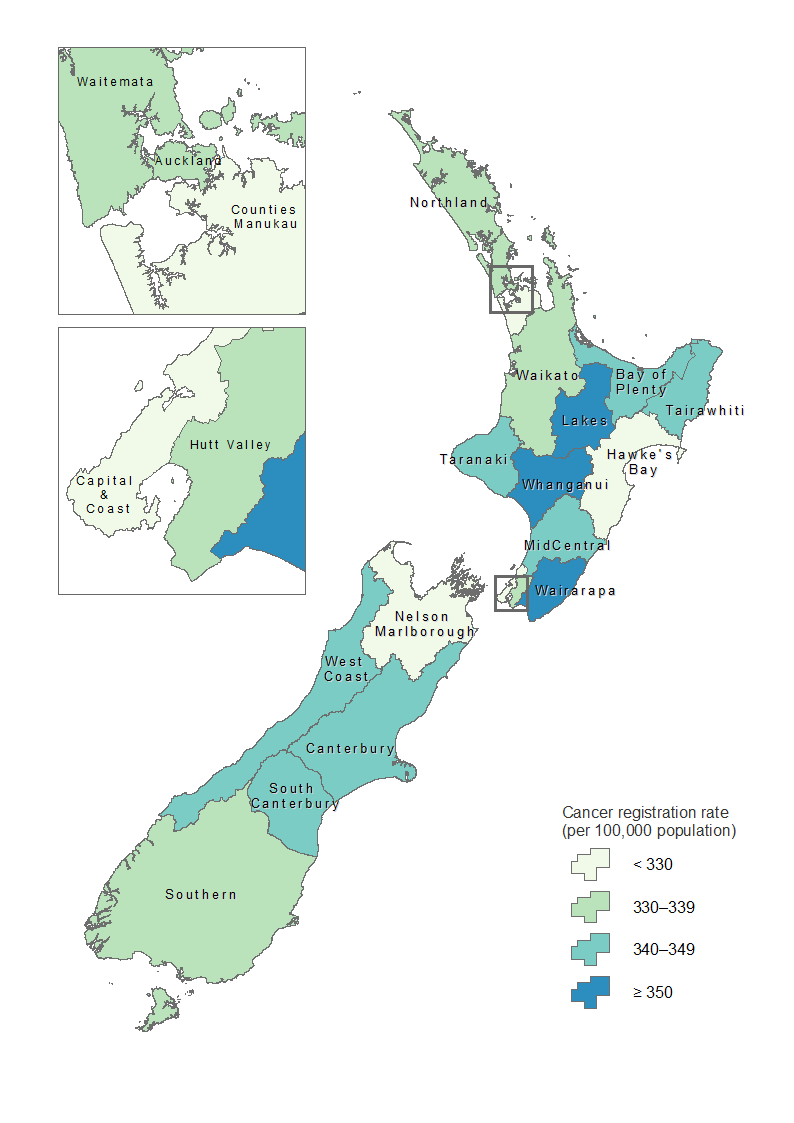 Waitemata
Auckland
Counties
Manukau
Northland
Hutt Valley
Capital
&
Coast
Waikato
Bay of
Plenty
Tairawhiti
Lakes
Taranaki
Hawke's
Bay
Whanganui
MidCentral
Wairarapa
Nelson
Marlborough
West
Coast
Canterbury
South
Canterbury
Southern
Cancer registration rate
(per 100,000 population)
< 330
330–339
340–349
≥ 350